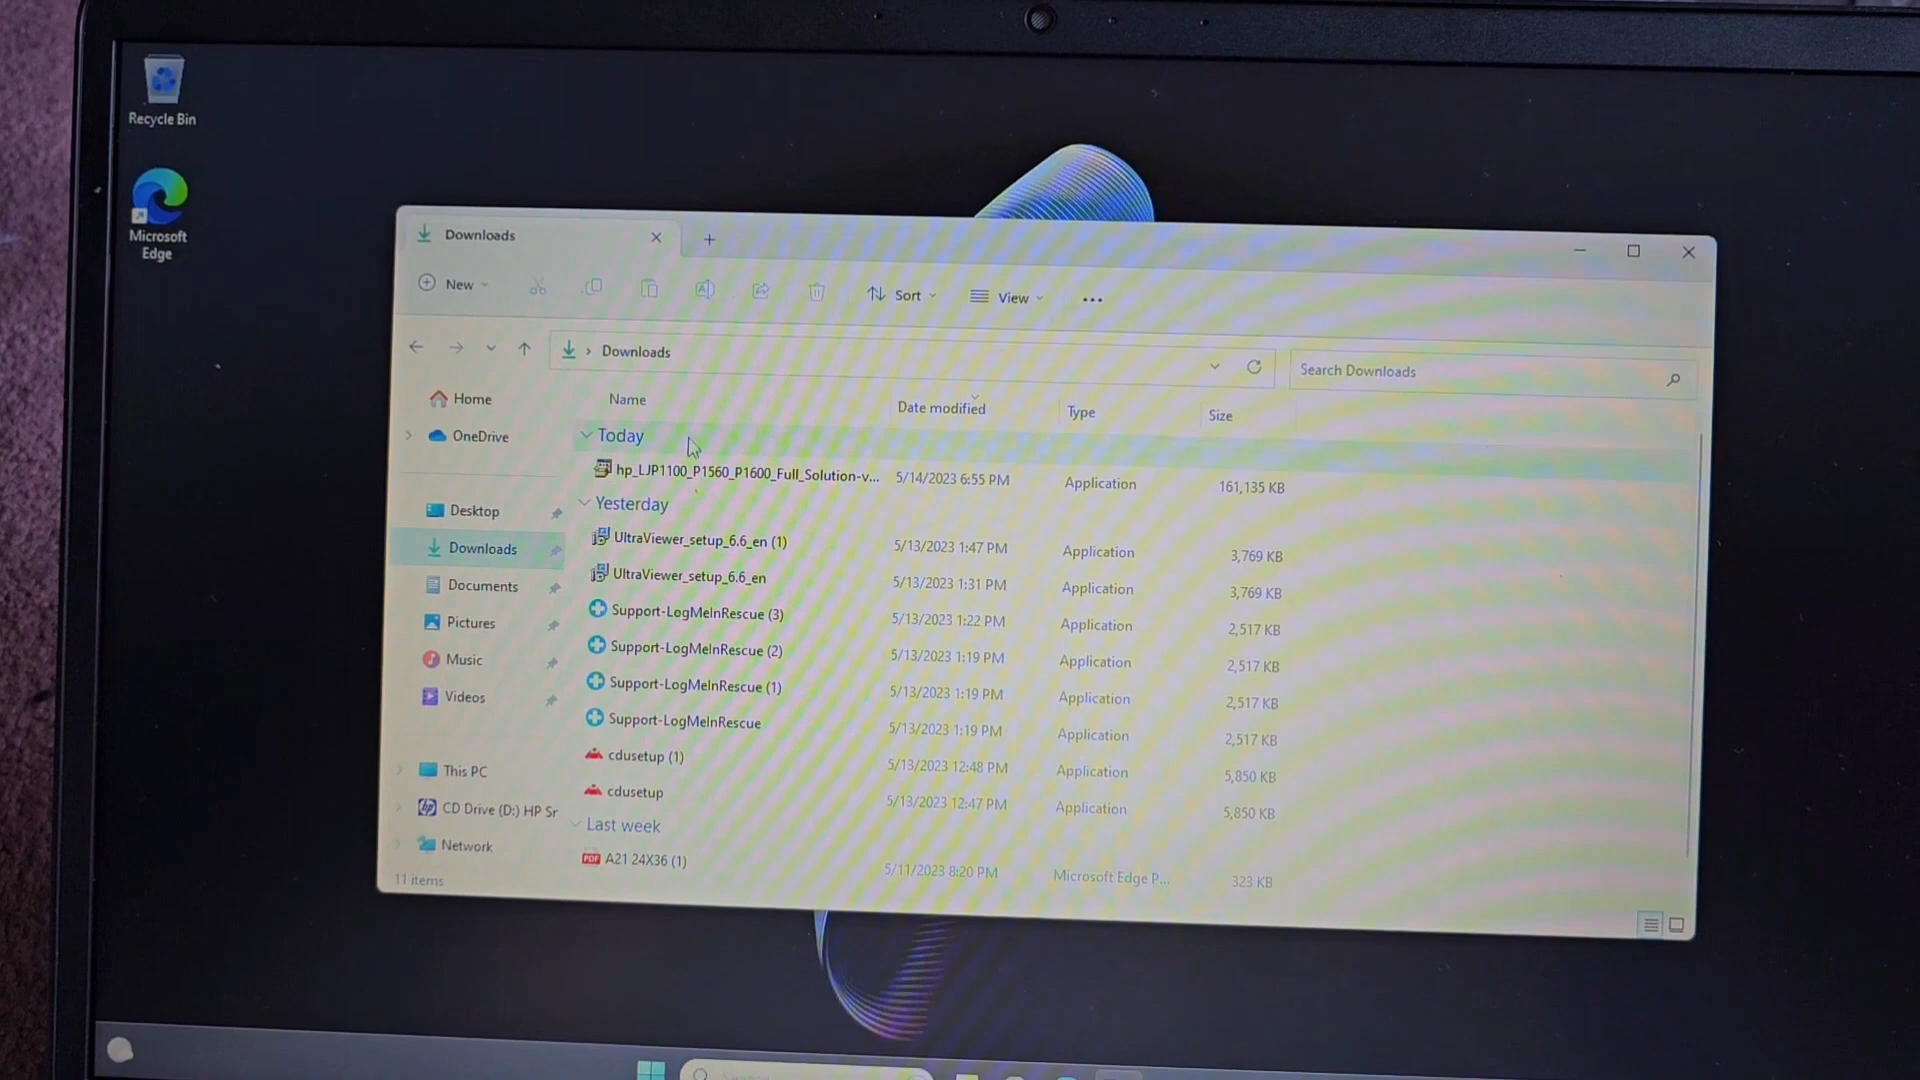 Recycle Bin
Microsoft
Edge
Downloads
New
Sort
View
Downloads
Search Downloads
Home
OneDrive
Desktop
Downloads
Documents
Pictures
Music
Videos
This PC
CD Drive (D:) HP Sr
Network
11 items
Name Date modified Type Size
Today
hp_LJP1100_P1560_P1600_Full_Solution-v... 5/14/2023 6:55 PM Application 161,135 KB
Yesterday
UltraViewer_setup_6.6_en (1) 5/13/2023 1:47 PM Application 3,769 KB
UltraViewer_setup_6.6_en 5/13/2023 1:31 PM Application 3,769 KB
Support-LogMeInRescue (3) 5/13/2023 1:22 PM Application 2,517 KB
Support-LogMeInRescue (2) 5/13/2023 1:19 PM Application 2,517 KB
Support-LogMeInRescue (1) 5/13/2023 1:19 PM Application 2,517 KB
Support-LogMeInRescue 5/13/2023 1:19 PM Application 2,517 KB
cdusetup (1) 5/13/2023 12:48 PM Application 5,850 KB
cdusetup 5/13/2023 12:47 PM Application 5,850 KB
Last week
PDF A21 24X36 (1) 5/11/2023 8:20 PM Microsoft Edge P... 323 KB